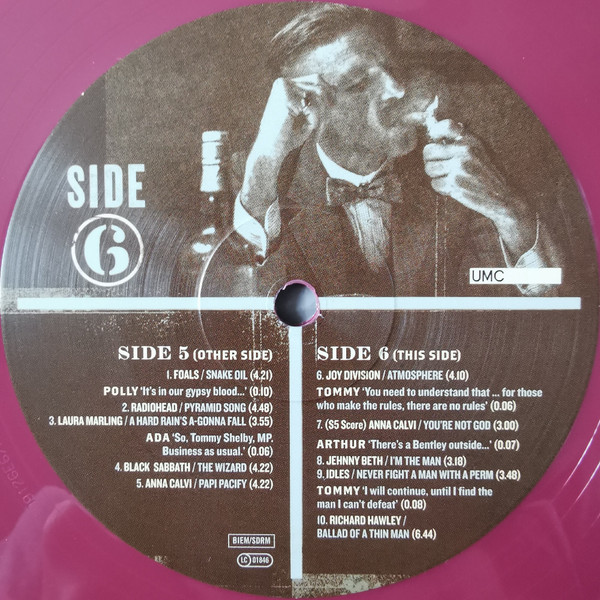 SIDE
6
UMC
SIDE 5 (OTHER SIDE)
1. FOALS / SNAKE OIL (4.21)
POLLY 'It's in our gypsy blood...' (0.10)
2. RADIOHEAD / PYRAMID SONG (4.48)
3. LAURA MARLING / A HARD RAIN'S A-GONNA FALL (3.55)
ADA 'So, Tommy Shelby, MP.
Business as usual.' (0.06)
4. BLACK SABBATH / THE WIZARD (4.22)
5. ANNA CALVI / PAPI PACIFY (4.22)
BIEM/SDRM
LC 01846
SIDE 6 (THIS SIDE)
6. JOY DIVISION / ATMOSPHERE (4.10)
TOMMY 'You need to understand that ... for those
who make the rules, there are no rules' (0.06)
7. (S5 Score) ANNA CALVI / YOU'RE NOT GOD (3.00)
ARTHUR 'There's a Bentley outside...' (0.07)
8. JEHNNY BETH / I'M THE MAN (3.18)
9. IDLES / NEVER FIGHT A MAN WITH A PERM (3.48)
TOMMY 'I will continue, until I find the
man I can't defeat' (0.08)
10. RICHARD HAWLEY /
BALLAD OF A THIN MAN (6.44)